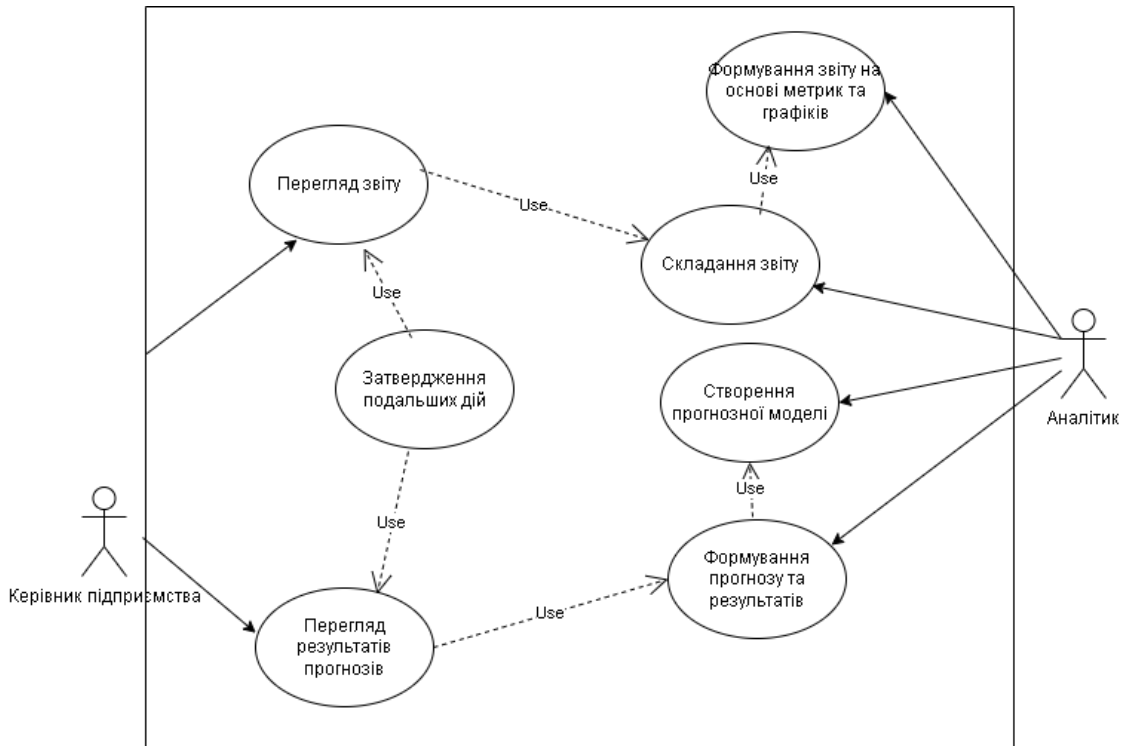 Формування звіту на
основі метрик та
графіків
Перегляд звіту
Use
Use
Складання звіту
Use
Затвердження
подальших дій
Створення
прогнозної моделі
Аналітик
Use
Use
Формування
прогнозу та
результатів
Керівник підприємства
Use
Перегляд
результатів
прогнозів